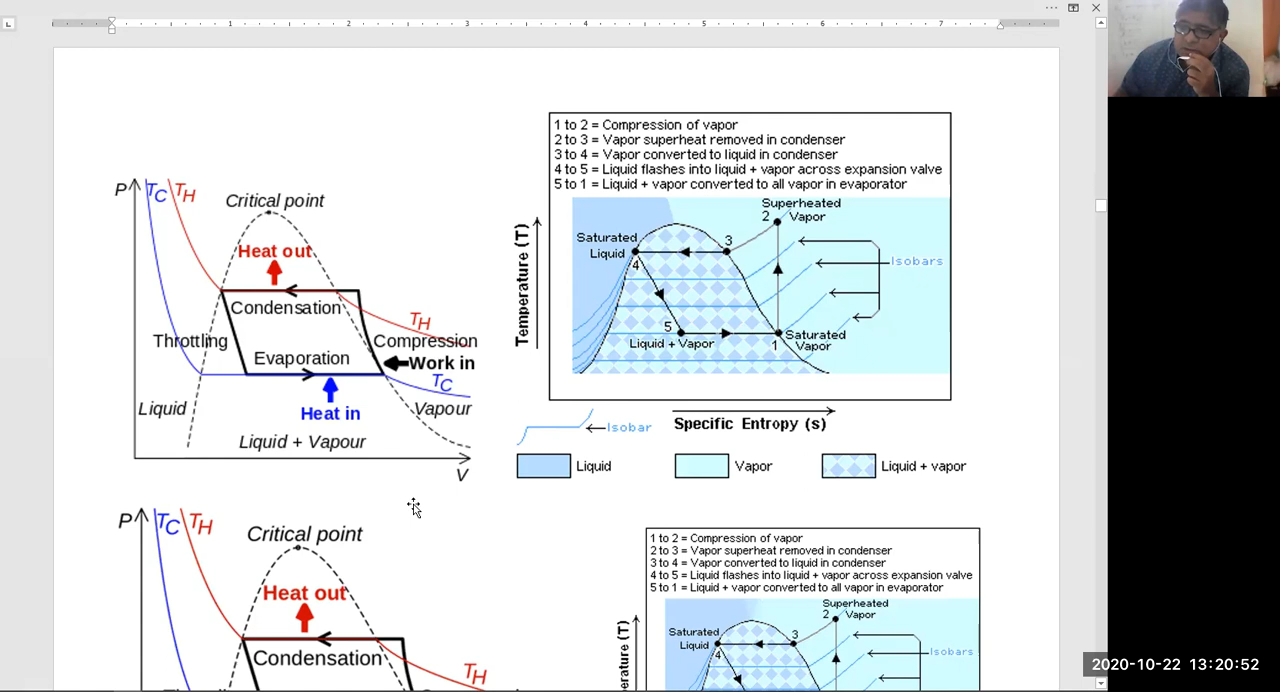 1 2 3 4 5 6 7
P
TC TH
Critical point
Heat out
Condensation
TH
Throttling
Compression
Evaporation
Work in
TC
Heat in
Liquid
Vapour
Liquid + Vapour
V
1 to 2 = Compression of vapor
2 to 3 = Vapor superheat removed in condenser
3 to 4 = Vapor converted to liquid in condenser
4 to 5 = Liquid flashes into liquid + vapor across expansion valve
5 to 1 = Liquid + vapor converted to all vapor in evaporator
Superheated
2 Vapor
Saturated
Liquid
3
4
Isobars
Temperature (T)
5
Liquid + Vapor
Saturated
1 Vapor
Isobar
Specific Entropy (s)
Liquid
Vapor
Liquid + vapor
P
TC TH
Critical point
Heat out
Condensation
TH
1 to 2 = Compression of vapor
2 to 3 = Vapor superheat removed in condenser
3 to 4 = Vapor converted to liquid in condenser
4 to 5 = Liquid flashes into liquid + vapor across expansion valve
5 to 1 = Liquid + vapor converted to all vapor in evaporator
Superheated
2 Vapor
Saturated
Liquid
3
4
Isobars
perature (T)
2020-10-22 13:20:52